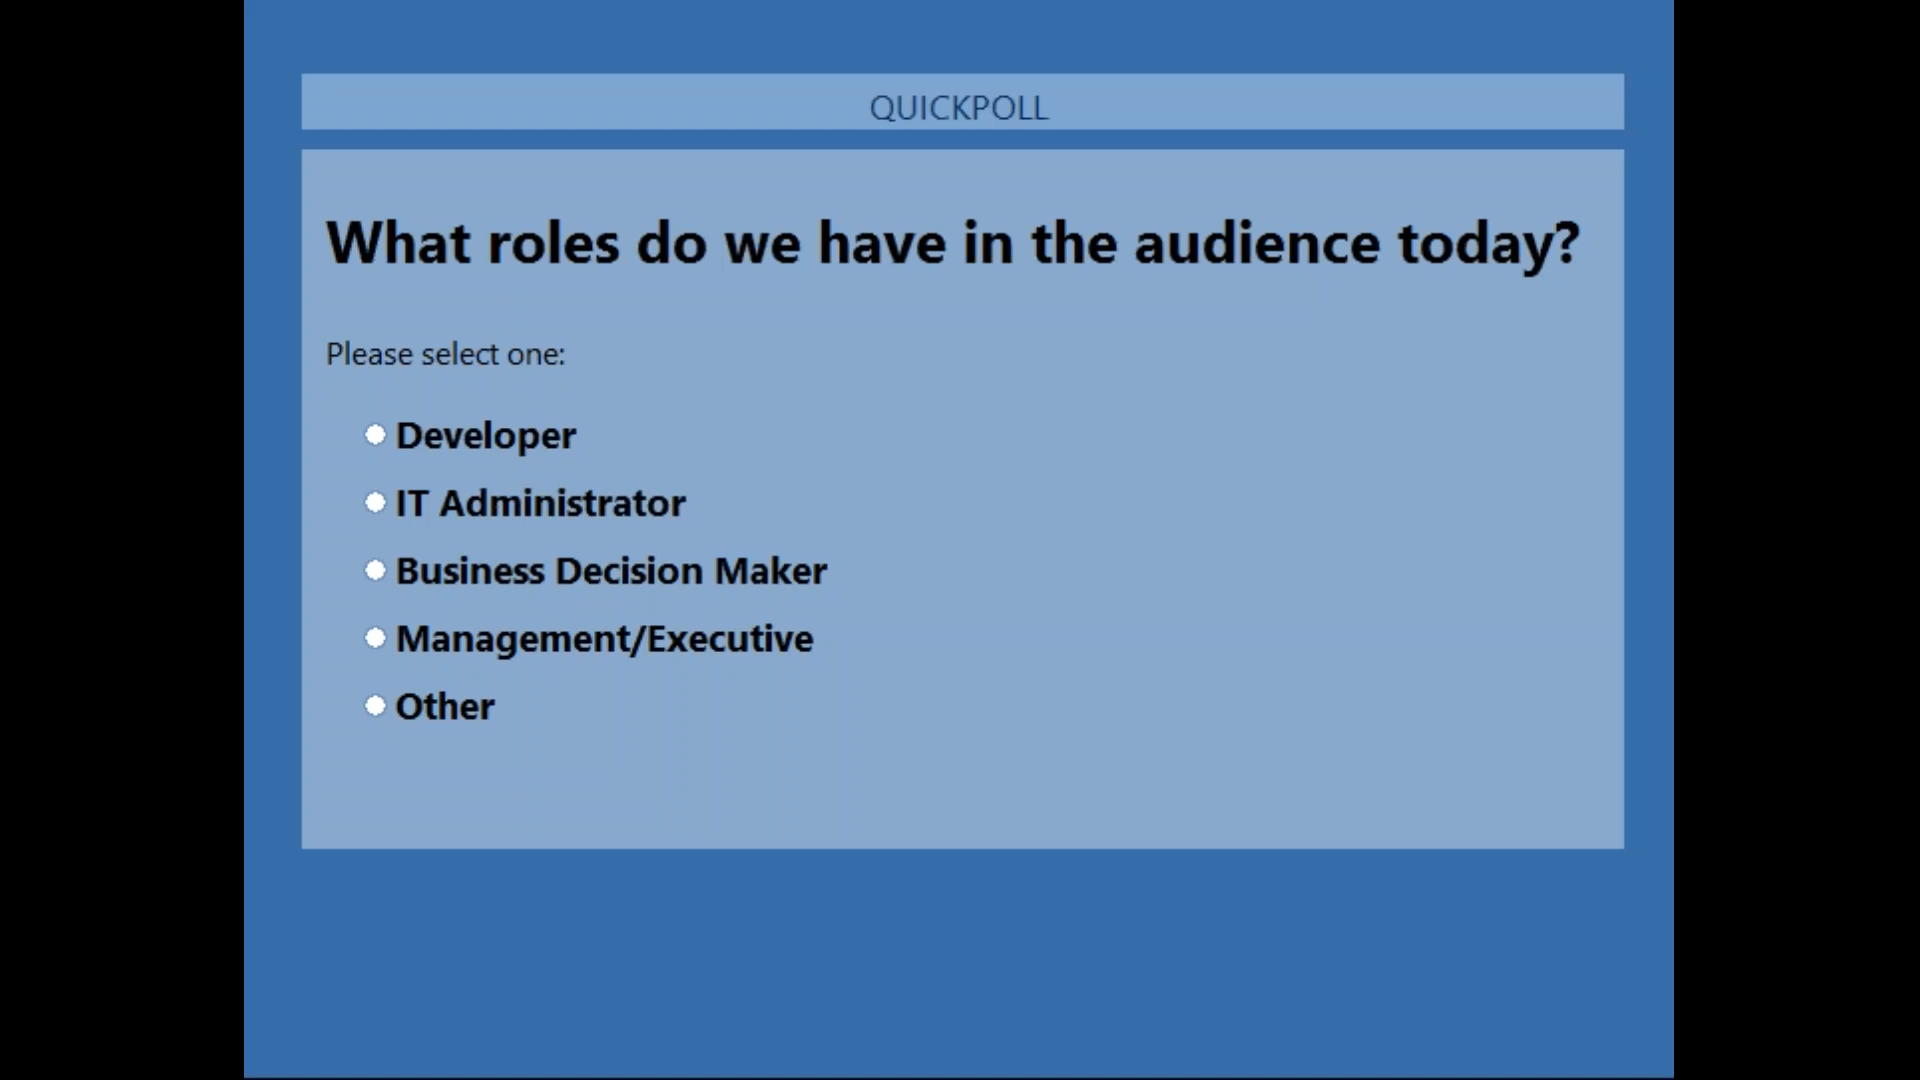 QUICKPOLL
What roles do we have in the audience today?
Please select one:
Developer
IT Administrator
Business Decision Maker
Management/Executive
Other